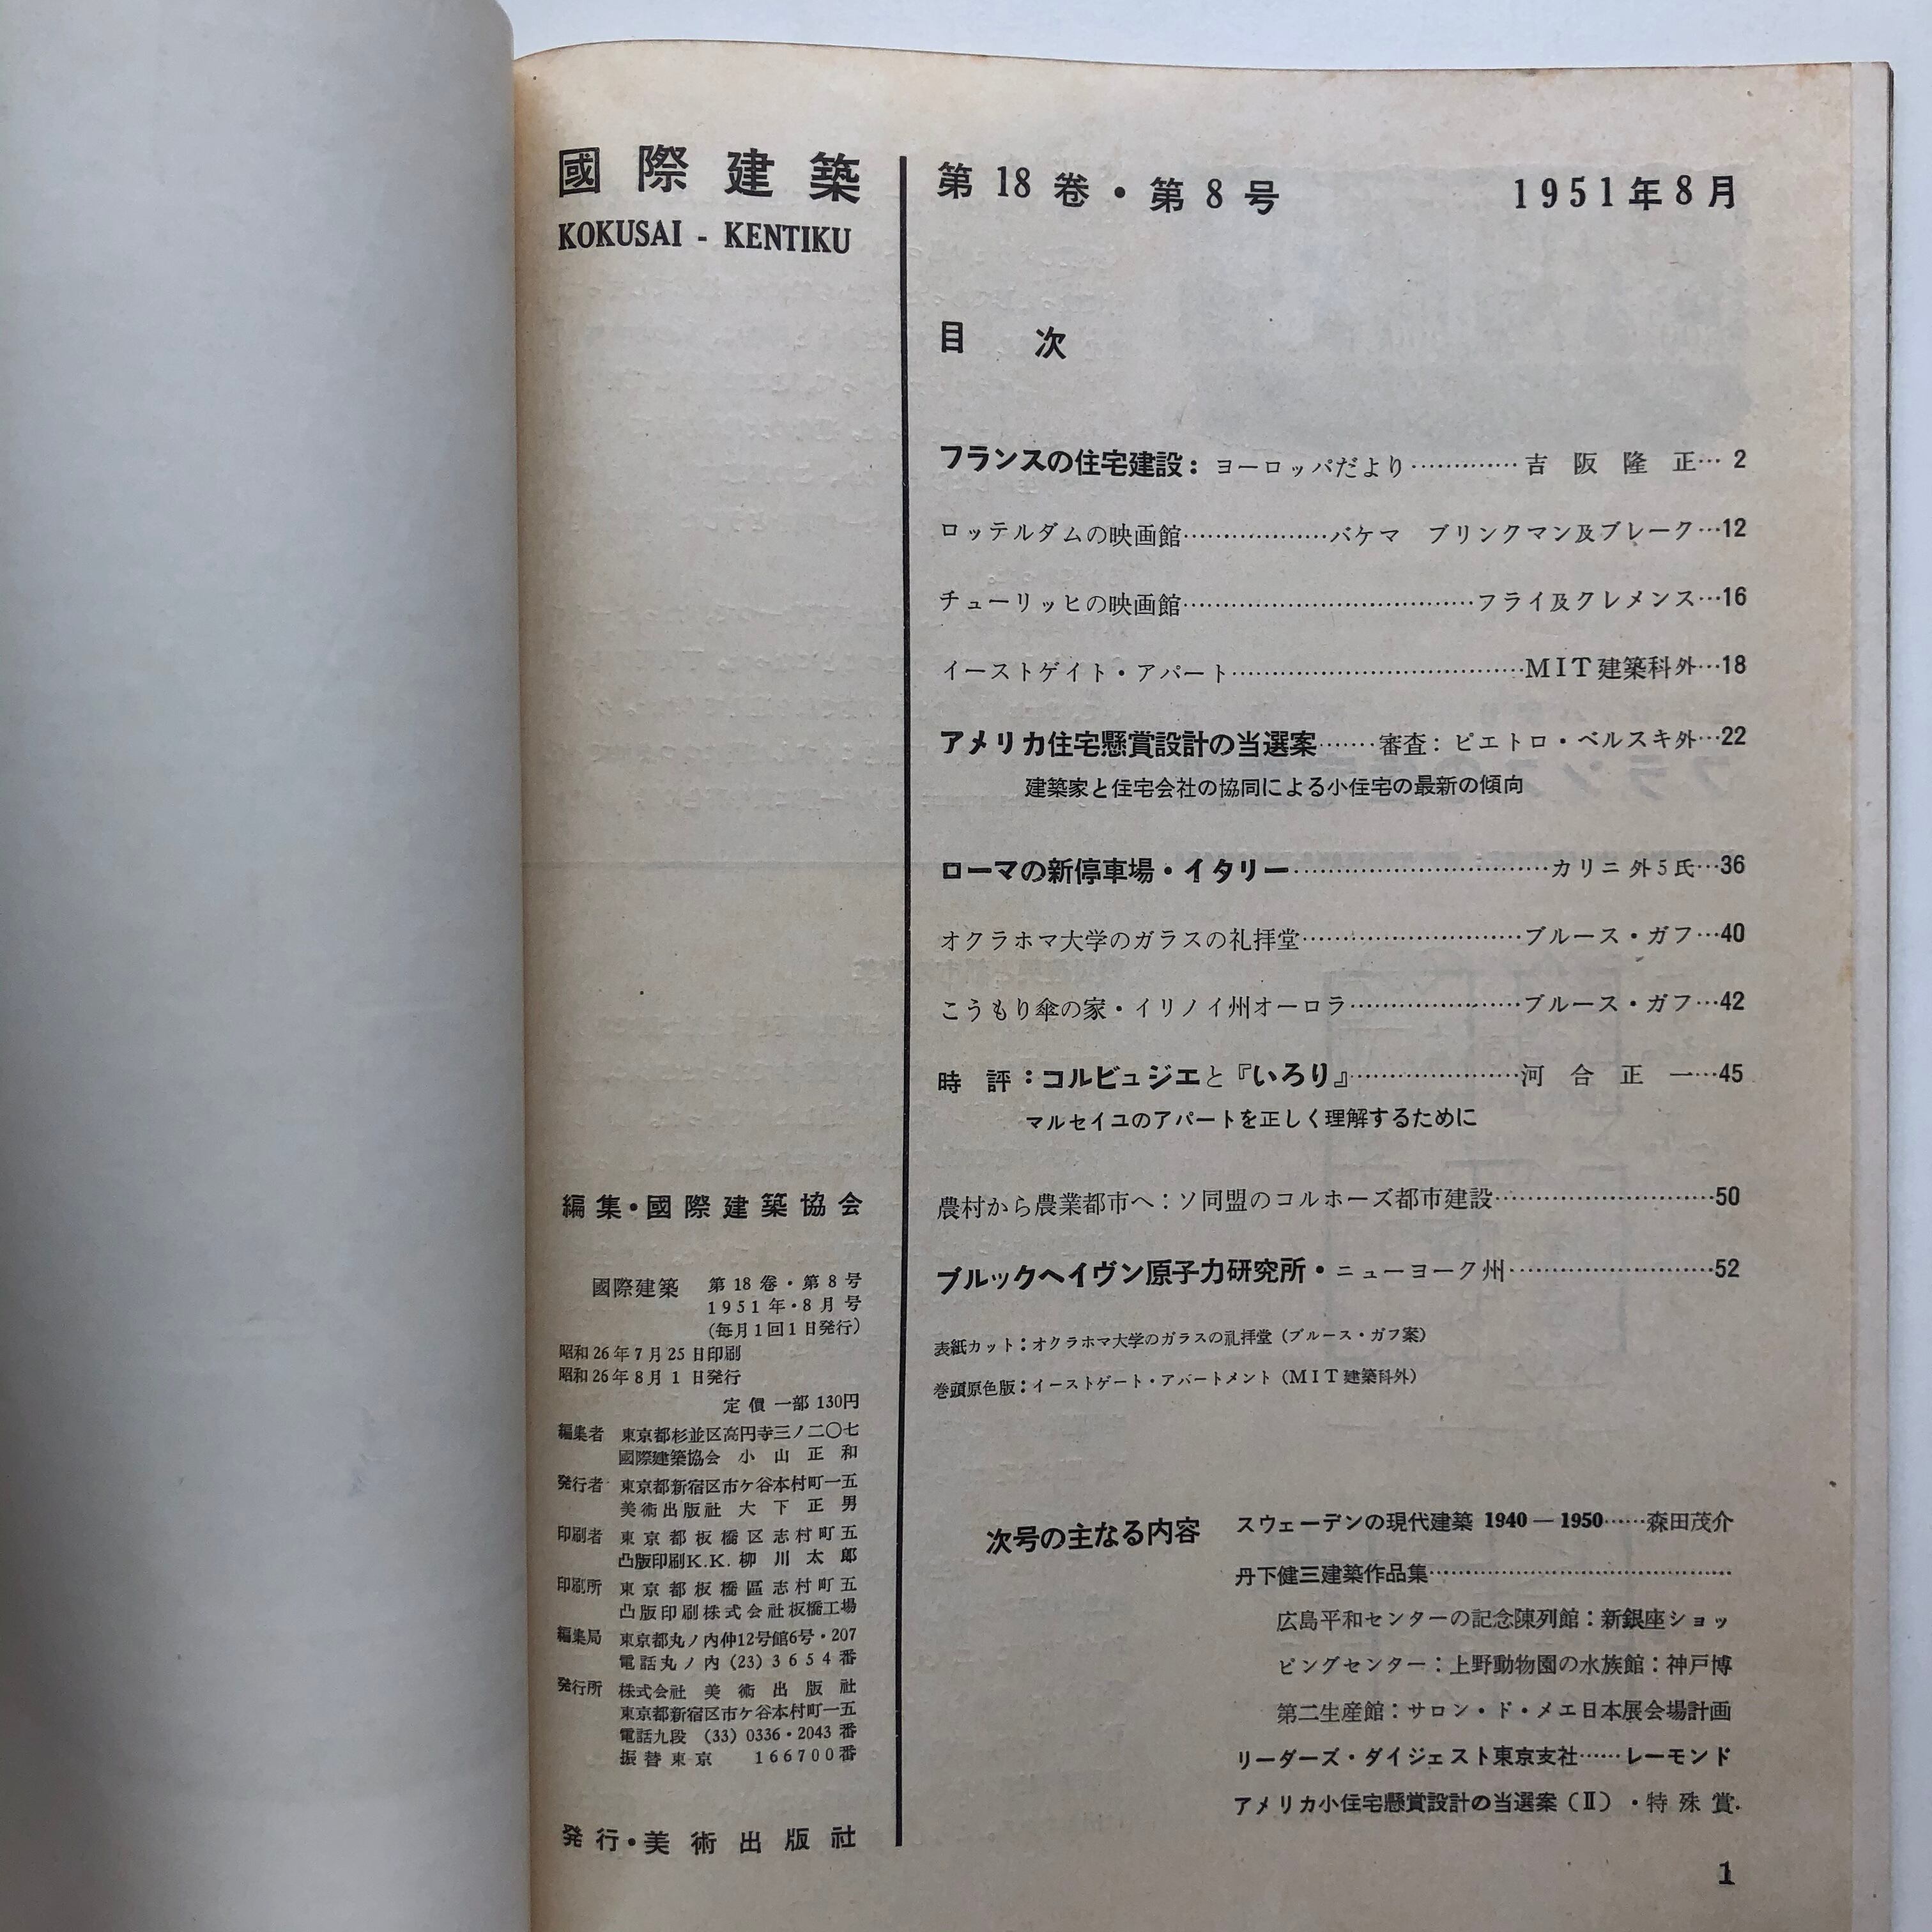 國際建築
KOKUSAI - KENTIKU
第18巻・第8号
1951年8月
目次
フランスの住宅建設：ヨーロッパだより…………吉阪隆正…2
ロッテルダムの映画館………………バケマ　ブリンクマン及ブレーク…12
チューリッヒの映画館………………………………フライ及クレメンス…16
イーストゲイト・アパート………………………………MIT建築科外…18
アメリカ住宅懸賞設計の当選案……審査：ピエトロ・ベルスキ外…22
建築家と住宅会社の協同による小住宅の最新の傾向
ローマの新停車場・イタリー…………………………カリニ外5氏…36
オクラホマ大学のガラスの礼拝堂………………………ブルース・ガフ…40
こうもり傘の家・イリノイ州オーロラ…………………ブルース・ガフ…42
時評：コルビュジエと『いろり』…………………河合正一…45
マルセイユのアパートを正しく理解するために
農村から農業都市へ：ソ同盟のコルホーズ都市建設………………………50
ブルックヘイヴン原子力研究所・ニューヨーク州……………………52
表紙カット：オクラホマ大学のガラスの礼拝堂（ブルース・ガフ案）
巻頭原色版：イーストゲート・アパートメント（MIT建築科外）
次号の主なる内容
スウェーデンの現代建築 1940—1950……森田茂介
丹下健三建築作品集………………………………
広島平和センターの記念陳列館：新銀座ショッ
ピングセンター：上野動物園の水族館：神戸博
第二生産館：サロン・ド・メエ日本展会場計画
リーダーズ・ダイジェスト東京支社……レーモンド
アメリカ小住宅懸賞設計の当選案（Ⅱ）・特殊賞.
編集・國際建築協会
國際建築　第18巻・第8号
1951年・8月号
（毎月1回1日発行）
昭和26年7月25日印刷
昭和26年8月1日発行
定價一部130円
編集者　東京都杉並区高円寺三ノ二〇七
國際建築協会　小山正和
発行者　東京都新宿区市ケ谷本村町一五
美術出版社　大下正男
印刷者　東京都板橋区志村町五
凸版印刷K.K.柳川太郎
印刷所　東京都板橋區志村町五
凸版印刷株式会社板橋工場
編集局　東京都丸ノ内仲12号館6号・207
電話丸ノ内（23）3654番
発行所　株式会社　美術出版社
東京都新宿区市ケ谷本村町一五
電話九段（33）0336・2043番
振替東京　166700番
発行・美術出版社
1